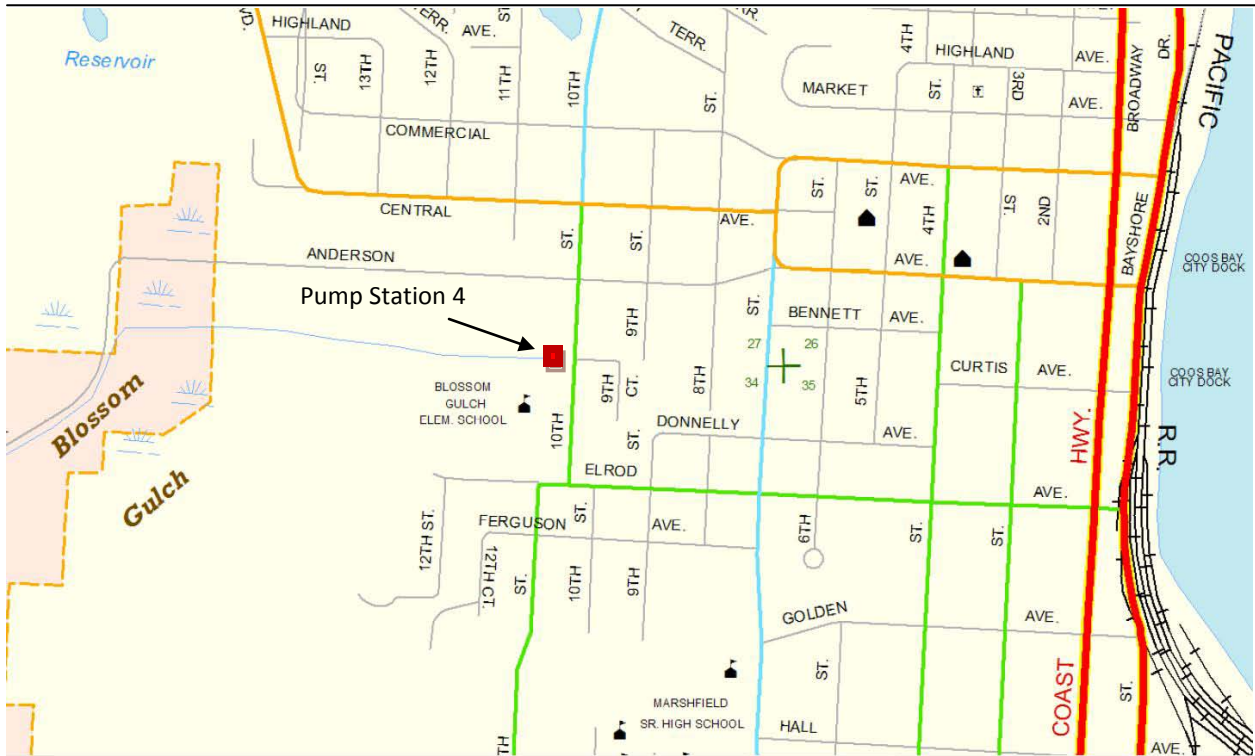 VD.
HIGHLAND
TERR.
AVE.
ST
TERR.
AR.
4TH
HIGHLAND
AVE.
BROADWAY
DR.
PACIFIC
Reservoir
ST.
13TH
12TH
11TH
10TH
ST.
MARKET
ST.
3RD
AVE.
COMMERCIAL
CENTRAL
AVE.
ST.
ST.
AVE.
4TH
ST.
2ND
BAYSHORE
ST.
ST.
ANDERSON
AVE.
COOS BAY
CITY DOCK
Pump Station 4
9TH
ST.
BENNETT
AVE.
27
26
34
35
9TH
CT.
8TH
5TH
CURTIS
AVE.
COOS BAY
CITY DOCK
BLOSSOM
GULCH
ELEM. SCHOOL
10TH
ST.
DONNELLY
AVE.
HWY.
R.R.
Blossom
Gulch
ELROD
AVE.
12TH ST.
FERGUSON
ST.
AVE.
6TH
ST.
ST.
12TH CT.
ST.
10TH
9TH
GOLDEN
AVE.
ST.
COAST
ST.
MARSHFIELD
SR. HIGH SCHOOL
HALL
AVE.
TH